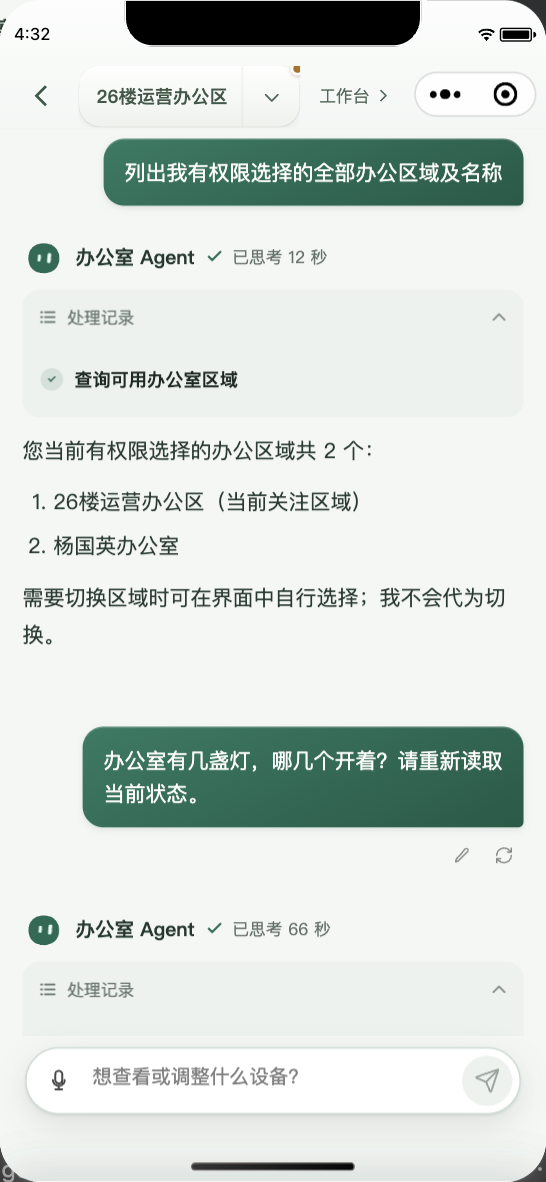 4:32
26楼运营办公区
工作台
列出我有权限选择的全部办公区域及名称
办公室 Agent 已思考 12 秒
处理记录
查询可用办公室区域
您当前有权限选择的办公区域共 2 个：
1. 26楼运营办公区（当前关注区域）
2. 杨国英办公室
需要切换区域时可在界面中自行选择；我不会代为切
换。
办公室有几盏灯，哪几个开着？请重新读取
当前状态。
办公室 Agent 已思考 66 秒
处理记录
想查看或调整什么设备？